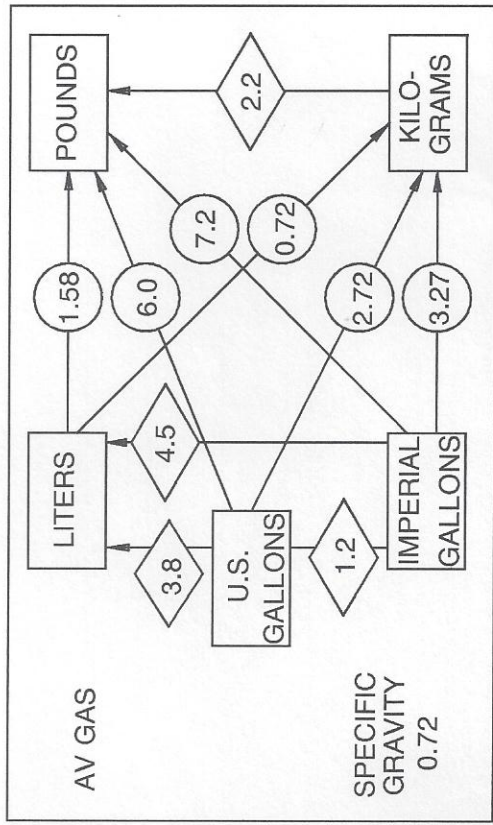 AV GAS
LITERS
1.58
POUNDS
3.8
4.5
6.0
U.S.
GALLONS
7.2
2.2
1.2
0.72
2.72
SPECIFIC
GRAVITY
0.72
IMPERIAL
GALLONS
3.27
KILO-
GRAMS